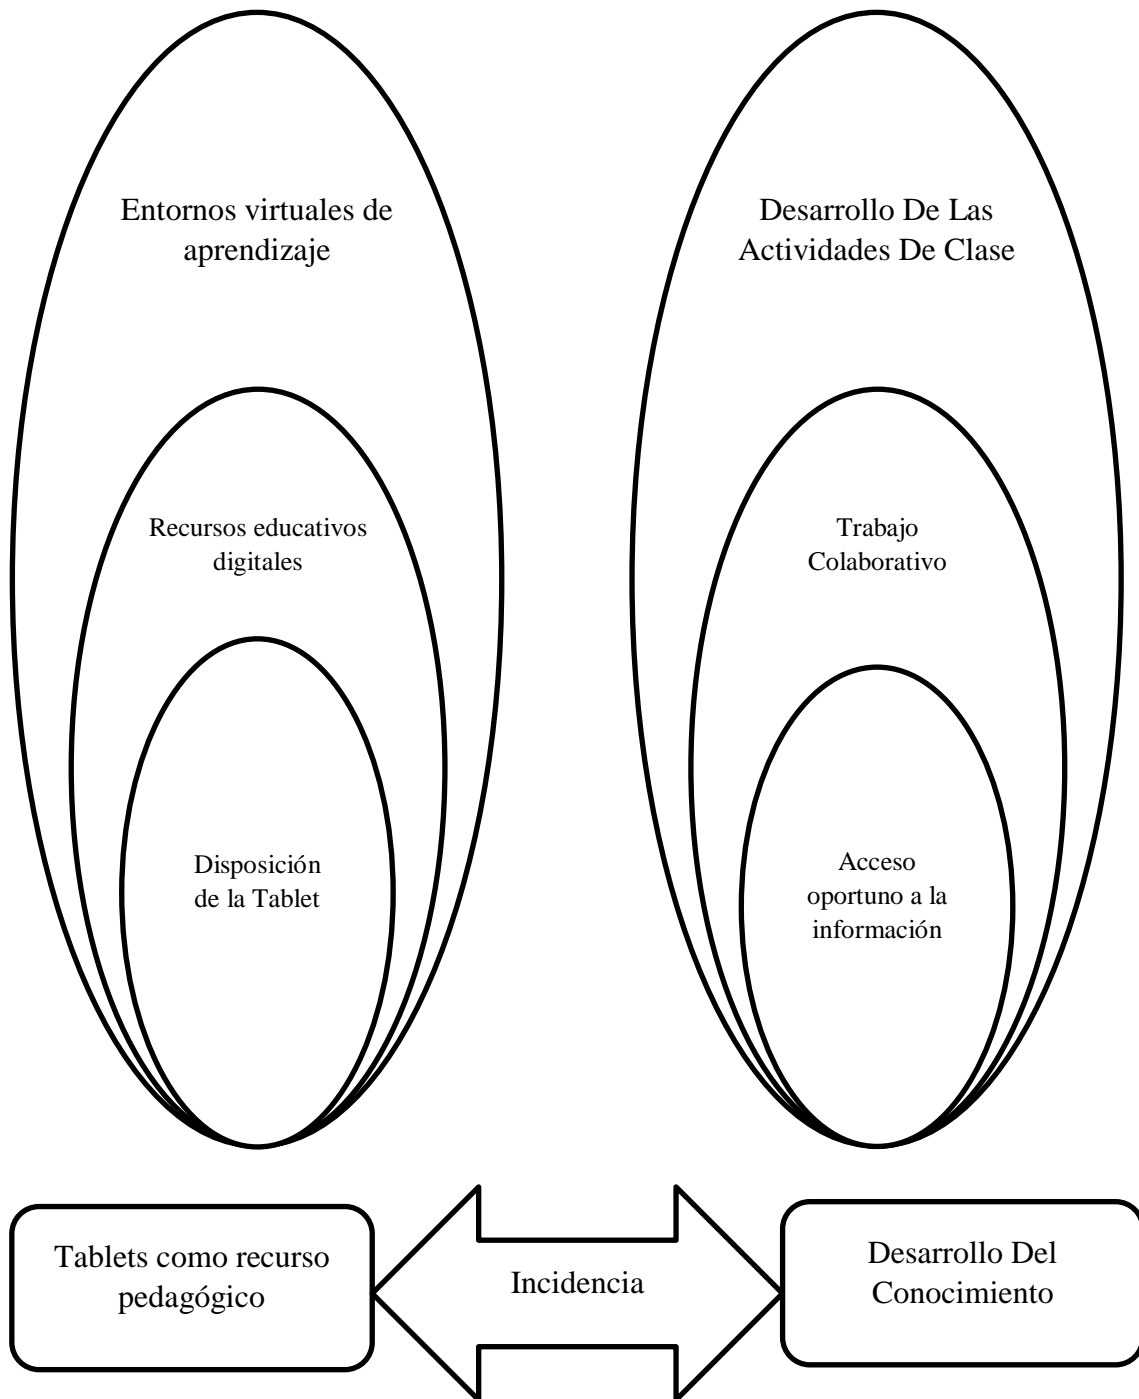 Entornos virtuales de
aprendizaje
Recursos educativos
digitales
Disposición
de la Tablet
Desarrollo De Las
Actividades De Clase
Trabajo
Colaborativo
Acceso
oportuno a la
información
Tablets como recurso
pedagógico
Incidencia
Desarrollo Del
Conocimiento